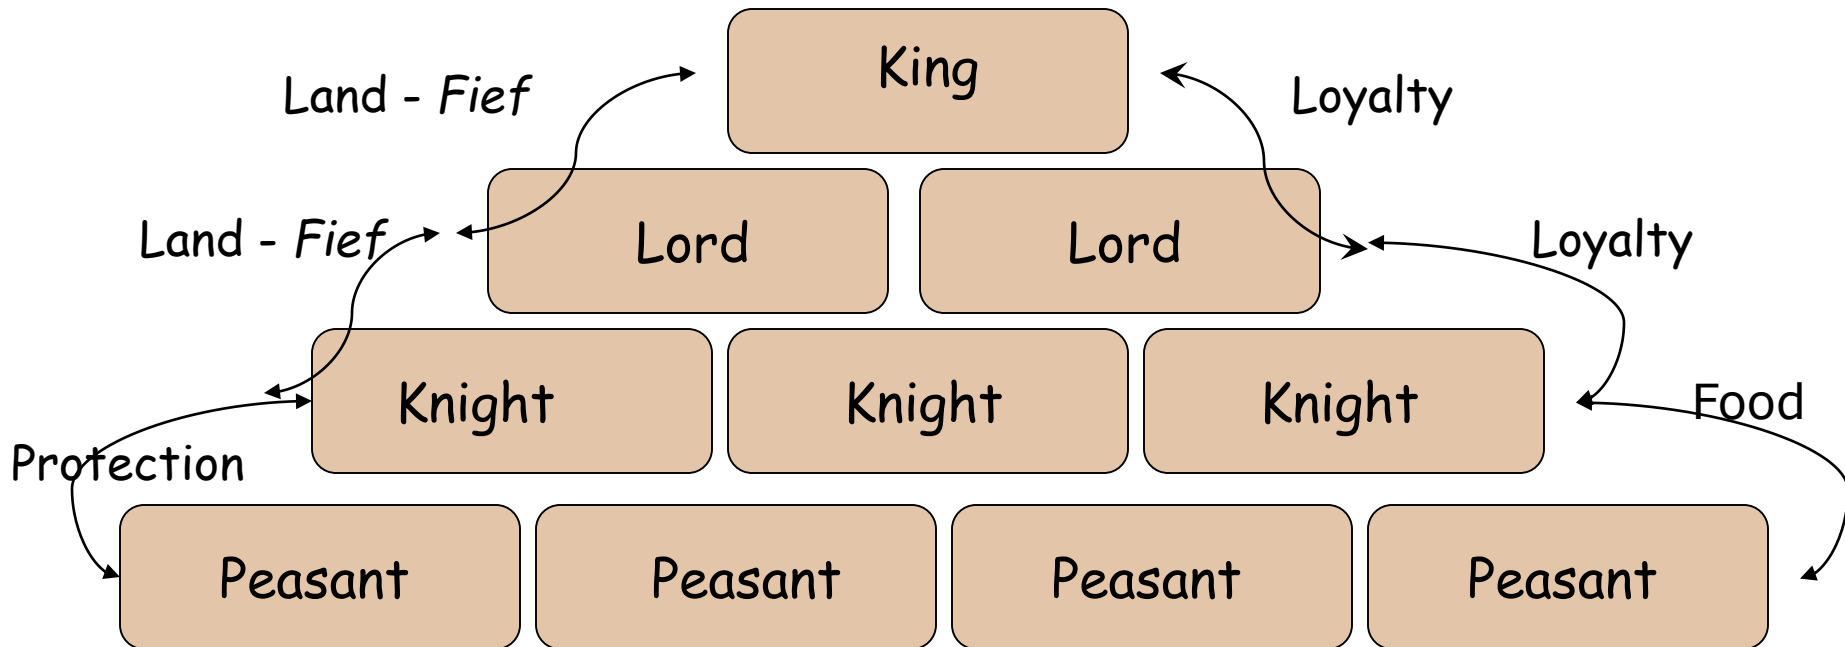 King
Land - Fief
Loyalty
Land - Fief
Lord
Lord
Loyalty
Knight
Knight
Knight
Food
Protection
Peasant
Peasant
Peasant
Peasant